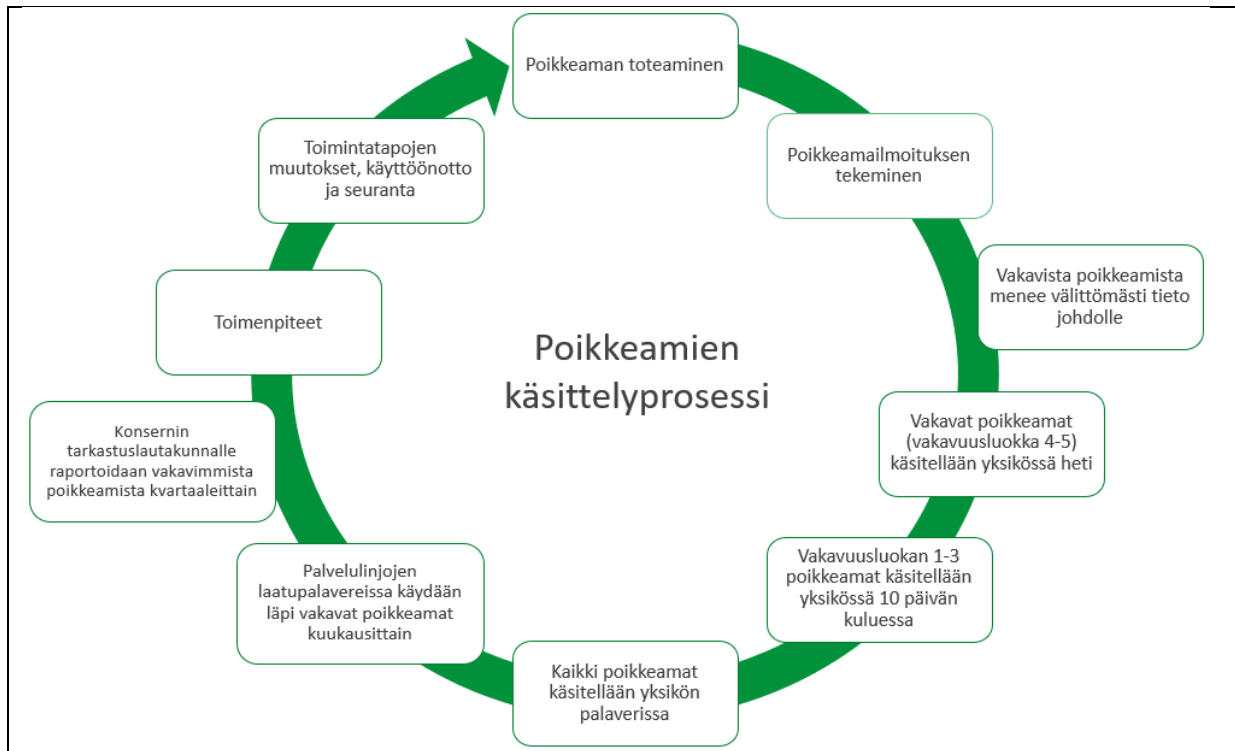 Poikkeaman toteaminen
Poikkeamailmoituksen
tekeminen
Vakavista poikkeamista
menee välittömästi tieto
johdolle
Vakavat poikkeamat
(vakavuusluokka 4-5)
käsitellään yksikössä heti
Vakavuusluokan 1-3
poikkeamat käsitellään
yksikössä 10 päivän
kuluessa
Kaikki poikkeamat
käsitellään yksikön
palaverissa
Palvelulinjojen
laatupalavereissa käydään
läpi vakavat poikkeamat
kuukausittain
Konsernin
tarkastuslautakunnalle
raportoidaan vakavimmista
poikkeamista kvartaaleittain
Toimenpiteet
Toimintatapojen
muutokset, käyttöönotto
ja seuranta
Poikkeamien
käsittelyprosessi